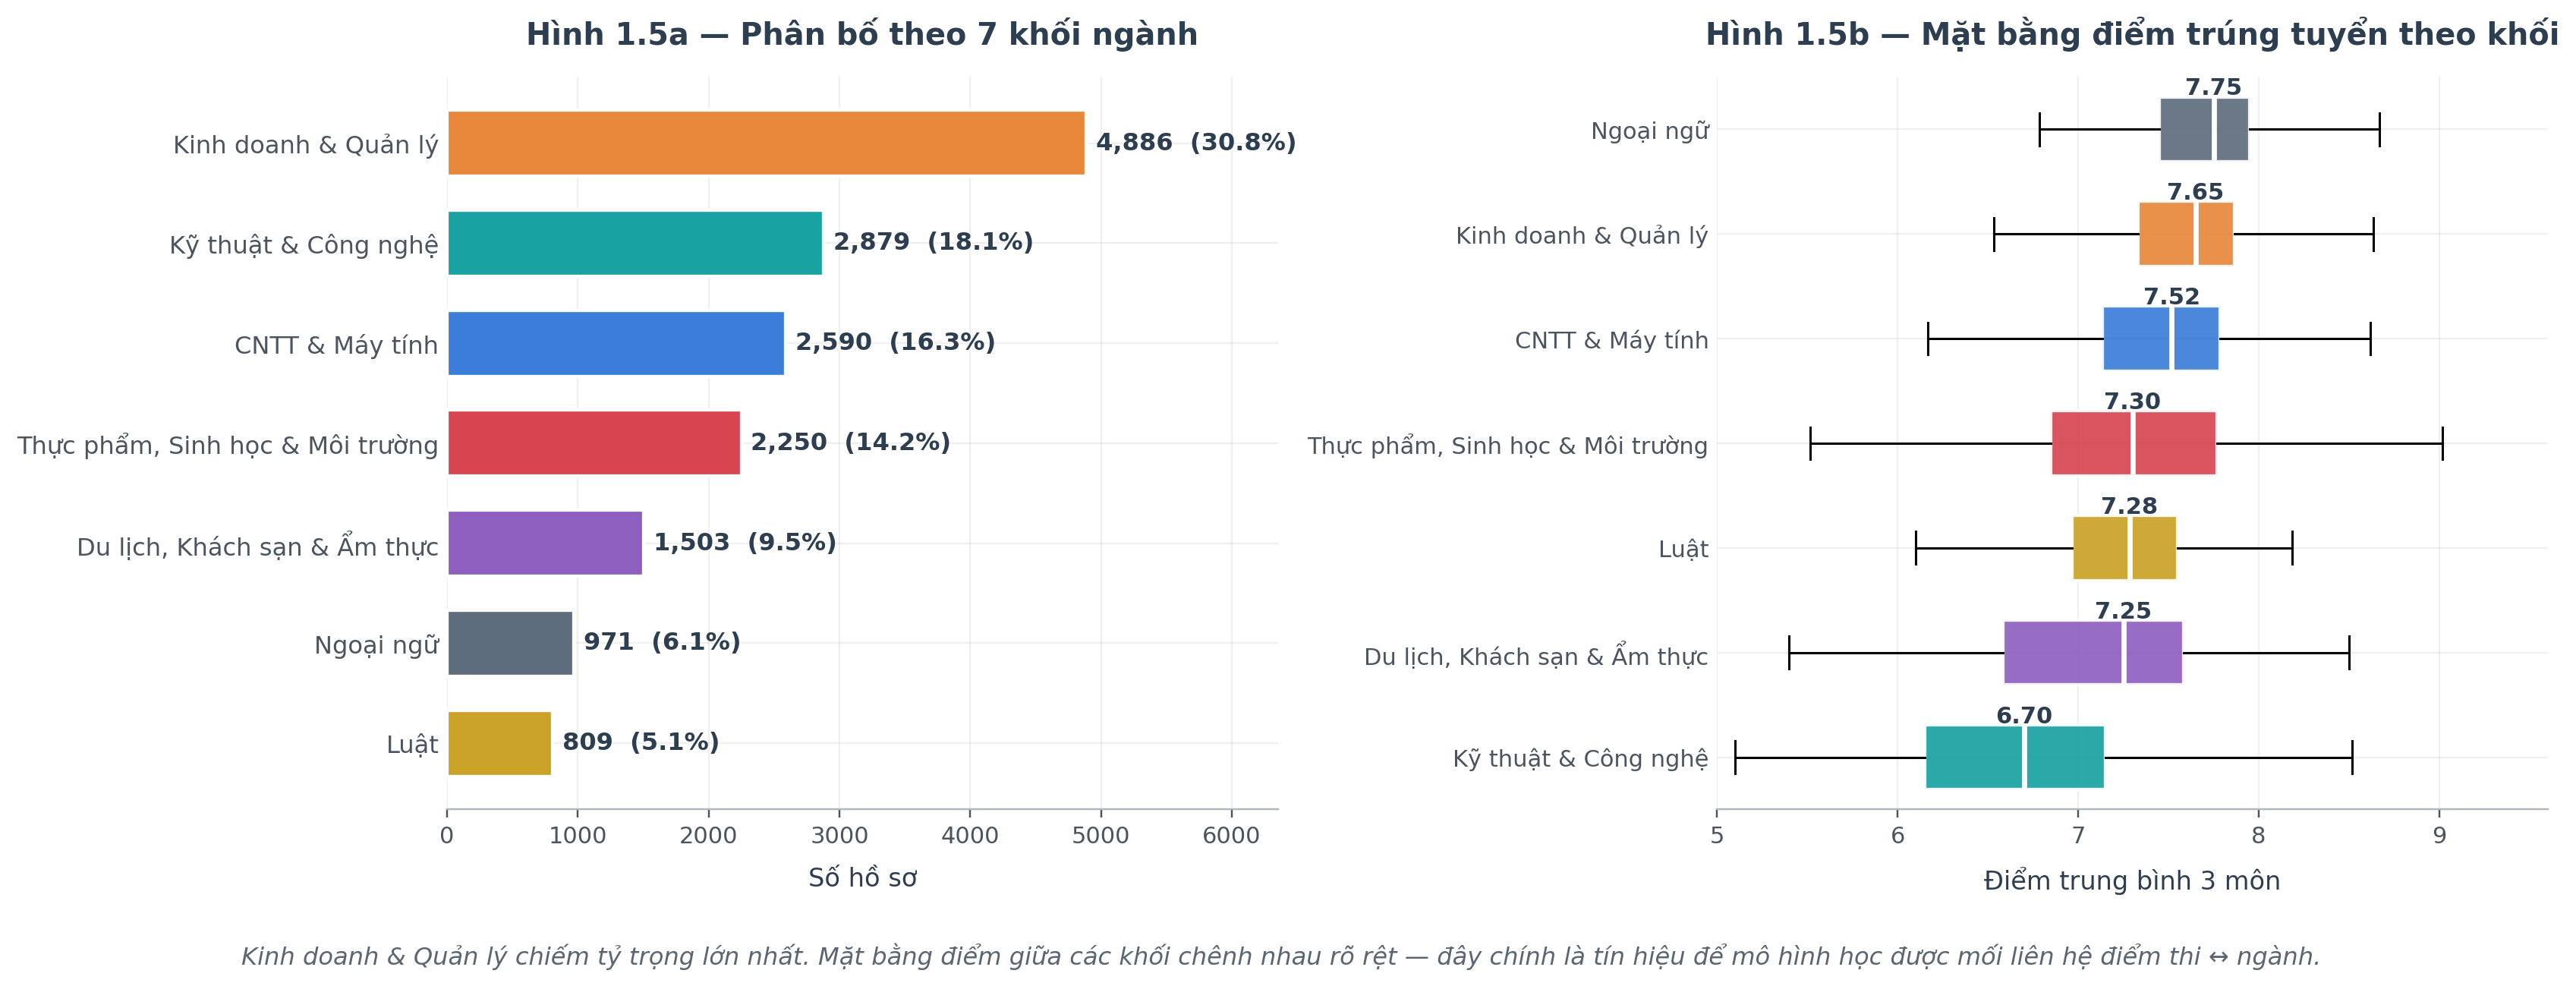 Hình 1.5a — Phân bố theo 7 khối ngành
Kinh doanh & Quản lý
4,886 (30.8%)
Kỹ thuật & Công nghệ
2,879 (18.1%)
CNTT & Máy tính
2,590 (16.3%)
Thực phẩm, Sinh học & Môi trường
2,250 (14.2%)
Du lịch, Khách sạn & Ẩm thực
1,503 (9.5%)
Ngoại ngữ
971 (6.1%)
Luật
809 (5.1%)
0 1000 2000 3000 4000 5000 6000
Số hồ sơ
Hình 1.5b — Mặt bằng điểm trúng tuyển theo khối
7.75
Ngoại ngữ
7.65
Kinh doanh & Quản lý
7.52
CNTT & Máy tính
7.30
Thực phẩm, Sinh học & Môi trường
7.28
Luật
7.25
Du lịch, Khách sạn & Ẩm thực
6.70
Kỹ thuật & Công nghệ
5 6 7 8 9
Điểm trung bình 3 môn
Kinh doanh & Quản lý chiếm tỷ trọng lớn nhất. Mặt bằng điểm giữa các khối chênh nhau rõ rệt — đây chính là tín hiệu để mô hình học được mối liên hệ điểm thi ↔ ngành.